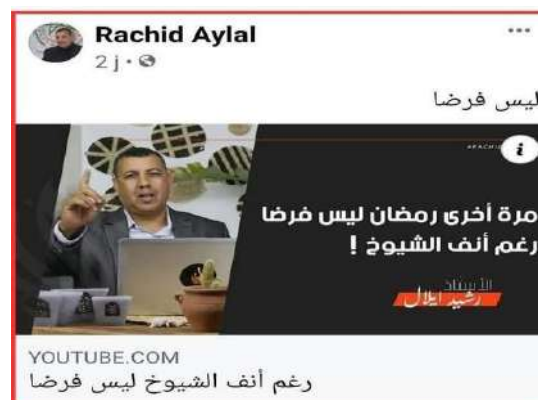 Rachid Aylal
2 j
ليس فرضا
مرة أخرى رمضان ليس فرضا
رغم أنف الشيوخ !
الأستاذ
رشيد ايلال
YOUTUBE.COM
رغم أنف الشيوخ ليس فرضا